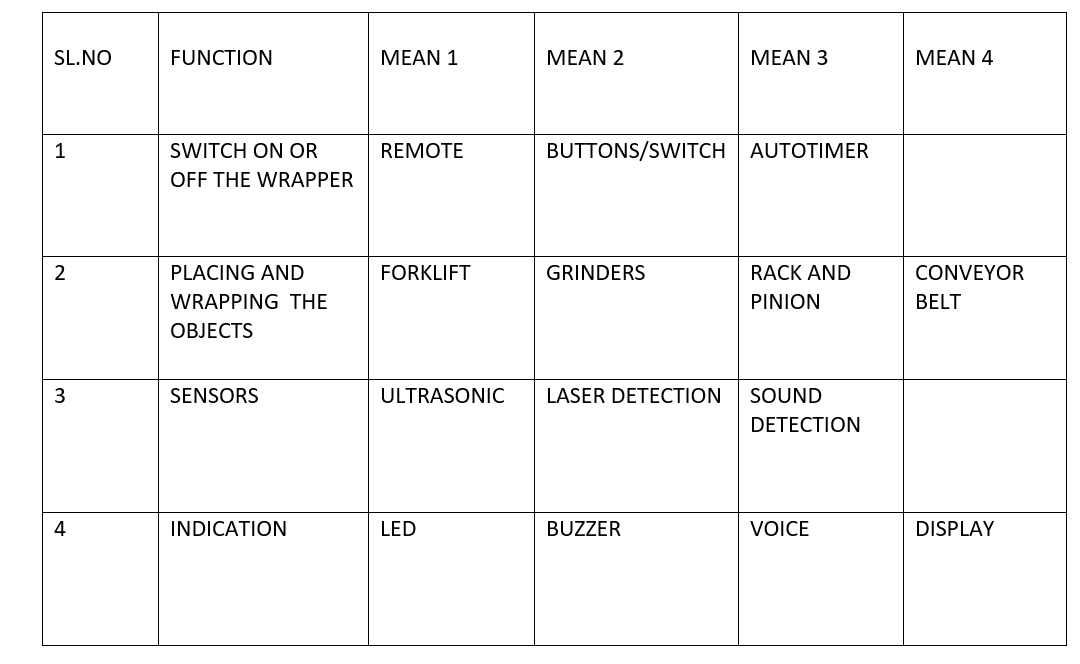 SL.NO FUNCTION MEAN 1 MEAN 2 MEAN 3 MEAN 4
1 SWITCH ON OR REMOTE BUTTONS/SWITCH AUTOTIMER
OFF THE WRAPPER
2 PLACING AND FORKLIFT GRINDERS RACK AND CONVEYOR
WRAPPING THE PINION BELT
OBJECTS
3 SENSORS ULTRASONIC LASER DETECTION SOUND
DETECTION
4 INDICATION LED BUZZER VOICE DISPLAY